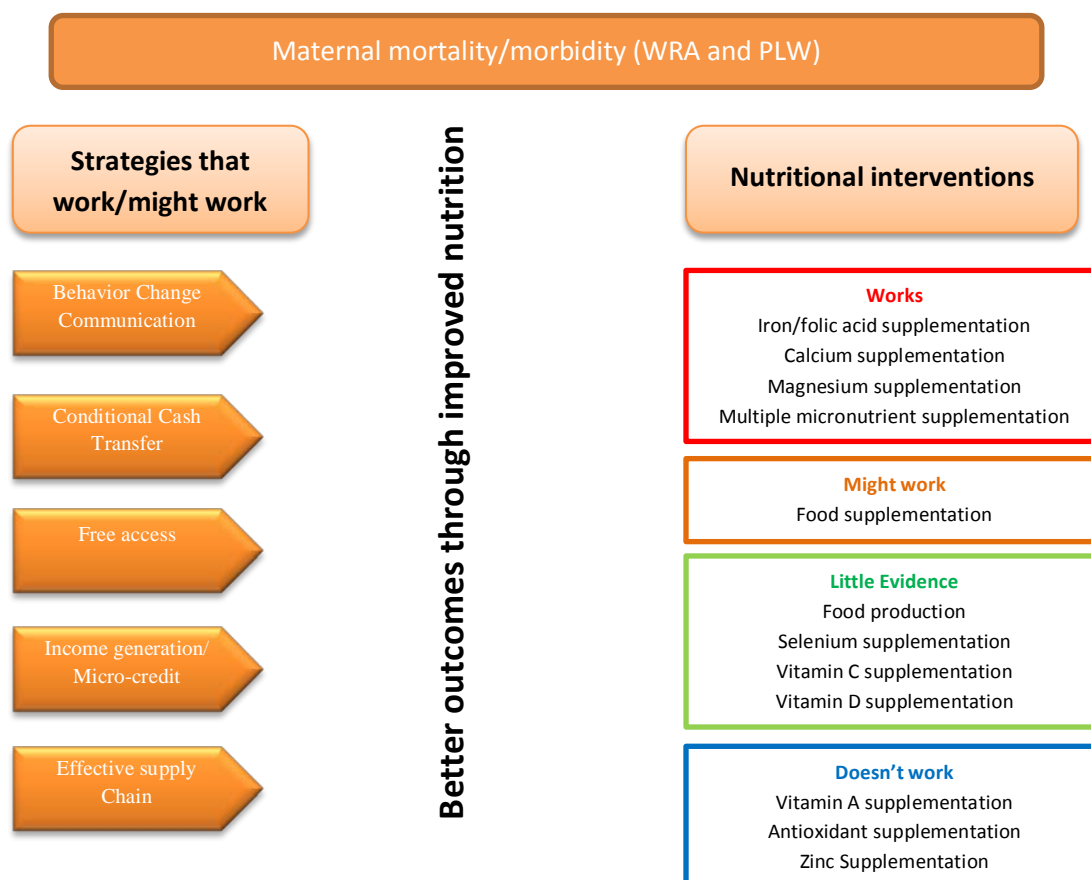 Maternal mortality/morbidity (WRA and PLW)
Strategies that
work/might work
Behavior Change
Communication
Conditional Cash
Transfer
Free access
Income generation/
Micro-credit
Effective supply
Chain
Better outcomes through improved nutrition
Nutritional interventions
Works
Iron/folic acid supplementation
Calcium supplementation
Magnesium supplementation
Multiple micronutrient supplementation
Might work
Food supplementation
Little Evidence
Food production
Selenium supplementation
Vitamin C supplementation
Vitamin D supplementation
Doesn’t work
Vitamin A supplementation
Antioxidant supplementation
Zinc Supplementation